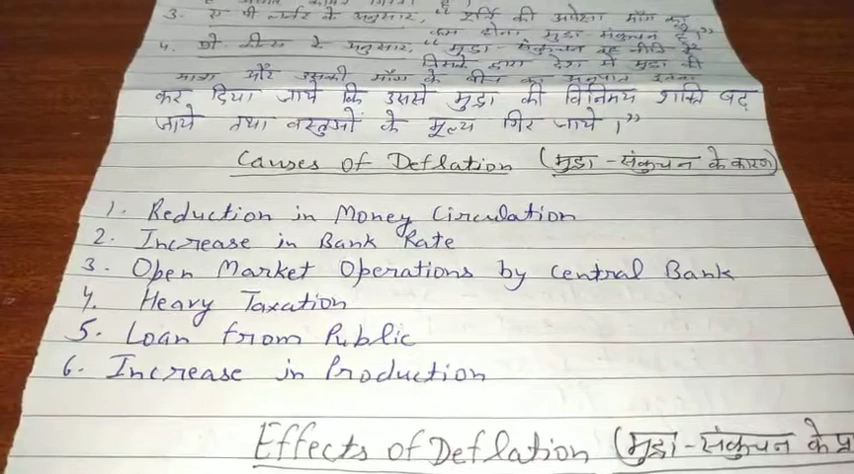 3. के अनुसार, "पूर्ति की अपेक्षा माँग का
कम होना मुद्रा संकुचन है।"
4. प्रो. के अनुसार, "मुद्रा-संकुचन वह नीति है
जिसके द्वारा देश में मुद्रा की
मात्रा और उसकी माँग के बीच का अनुपात इतना
कर दिया जाये कि उससे मुद्रा की विनिमय शक्ति बढ़
जाये तथा वस्तुओं के मूल्य गिर जाये।"
Causes of Deflation (मुद्रा-संकुचन के कारण)
1. Reduction in Money Circulation
2. Increase in Bank Rate
3. Open Market Operations by Central Bank
4. Heavy Taxation
5. Loan from Public
6. Increase in Production
Effects of Deflation (मुद्रा-संकुचन के प्र